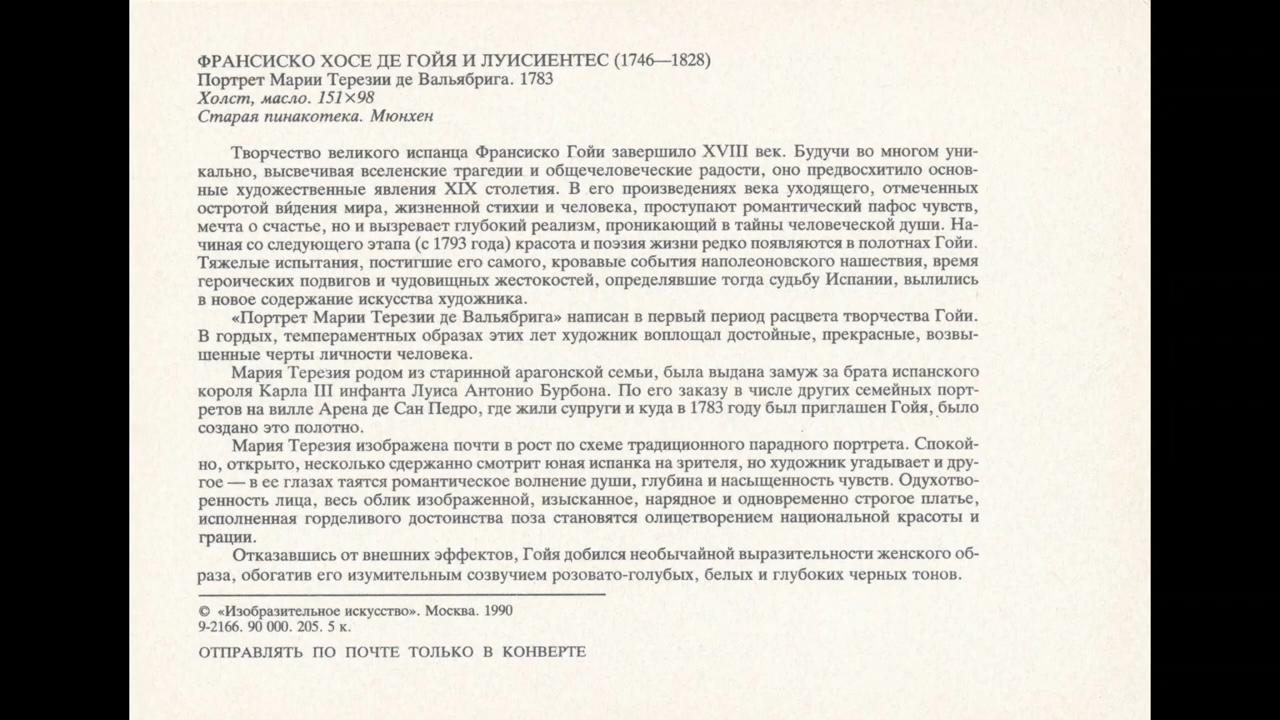 ФРАНСИСКО ХОСЕ ДЕ ГОЙЯ И ЛУИСИЕНТЕС (1746—1828)
Портрет Марии Терезии де Вальябрига. 1783
Холст, масло. 151×98
Старая пинакотека. Мюнхен
Творчество великого испанца Франсиско Гойи завершило XVIII век. Будучи во многом уни-
кально, высвечивая вселенские трагедии и общечеловеческие радости, оно предвосхитило основ-
ные художественные явления XIX столетия. В его произведениях века уходящего, отмеченных
остротой ви́дения мира, жизненной стихии и человека, проступают романтический пафос чувств,
мечта о счастье, но и вызревает глубокий реализм, проникающий в тайны человеческой души. На-
чиная со следующего этапа (с 1793 года) красота и поэзия жизни редко появляются в полотнах Гойи.
Тяжелые испытания, постигшие его самого, кровавые события наполеоновского нашествия, время
героических подвигов и чудовищных жестокостей, определявшие тогда судьбу Испании, вылились
в новое содержание искусства художника.
«Портрет Марии Терезии де Вальябрига» написан в первый период расцвета творчества Гойи.
В гордых, темпераментных образах этих лет художник воплощал достойные, прекрасные, возвы-
шенные черты личности человека.
Мария Терезия родом из старинной арагонской семьи, была выдана замуж за брата испанского
короля Карла III инфанта Луиса Антонио Бурбона. По его заказу в числе других семейных порт-
ретов на вилле Арена де Сан Педро, где жили супруги и куда в 1783 году был приглашен Гойя, было
создано это полотно.
Мария Терезия изображена почти в рост по схеме традиционного парадного портрета. Спокой-
но, открыто, несколько сдержанно смотрит юная испанка на зрителя, но художник угадывает и дру-
гое — в ее глазах таятся романтическое волнение души, глубина и насыщенность чувств. Одухотво-
ренность лица, весь облик изображенной, изысканное, нарядное и одновременно строгое платье,
исполненная горделивого достоинства поза становятся олицетворением национальной красоты и
грации.
Отказавшись от внешних эффектов, Гойя добился необычайной выразительности женского об-
раза, обогатив его изумительным созвучием розовато-голубых, белых и глубоких черных тонов.
© «Изобразительное искусство». Москва. 1990
9-2166. 90 000. 205. 5 к.
ОТПРАВЛЯТЬ ПО ПОЧТЕ ТОЛЬКО В КОНВЕРТЕ